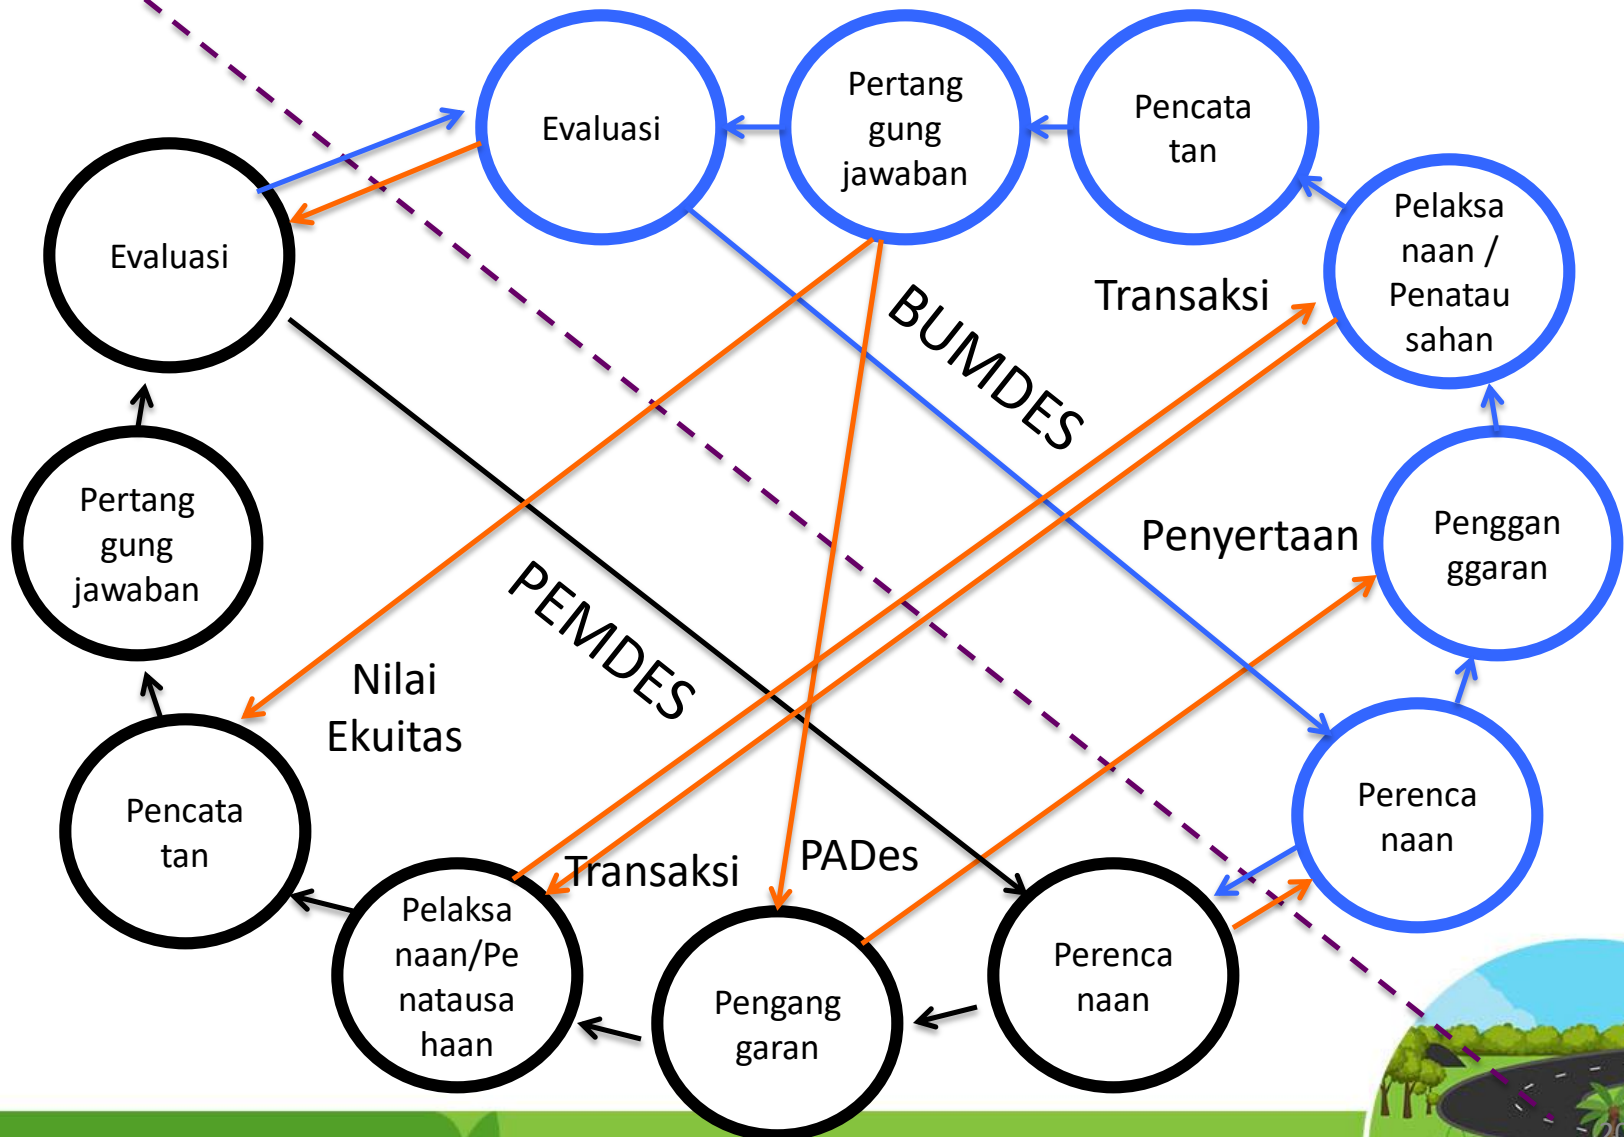 Evaluasi
Pertang
gung
jawaban
Pencata
tan
Pelaksa
naan /
Penatau
sahan
Evaluasi
Transaksi
BUMDES
Pertang
gung
jawaban
Penyertaan
Penggan
ggaran
PEMDES
Nilai
Ekuitas
Pencata
tan
Perenca
naan
Transaksi
PADes
Pelaksa
naan/Pe
natausa
haan
Pengang
garan
Perenca
naan